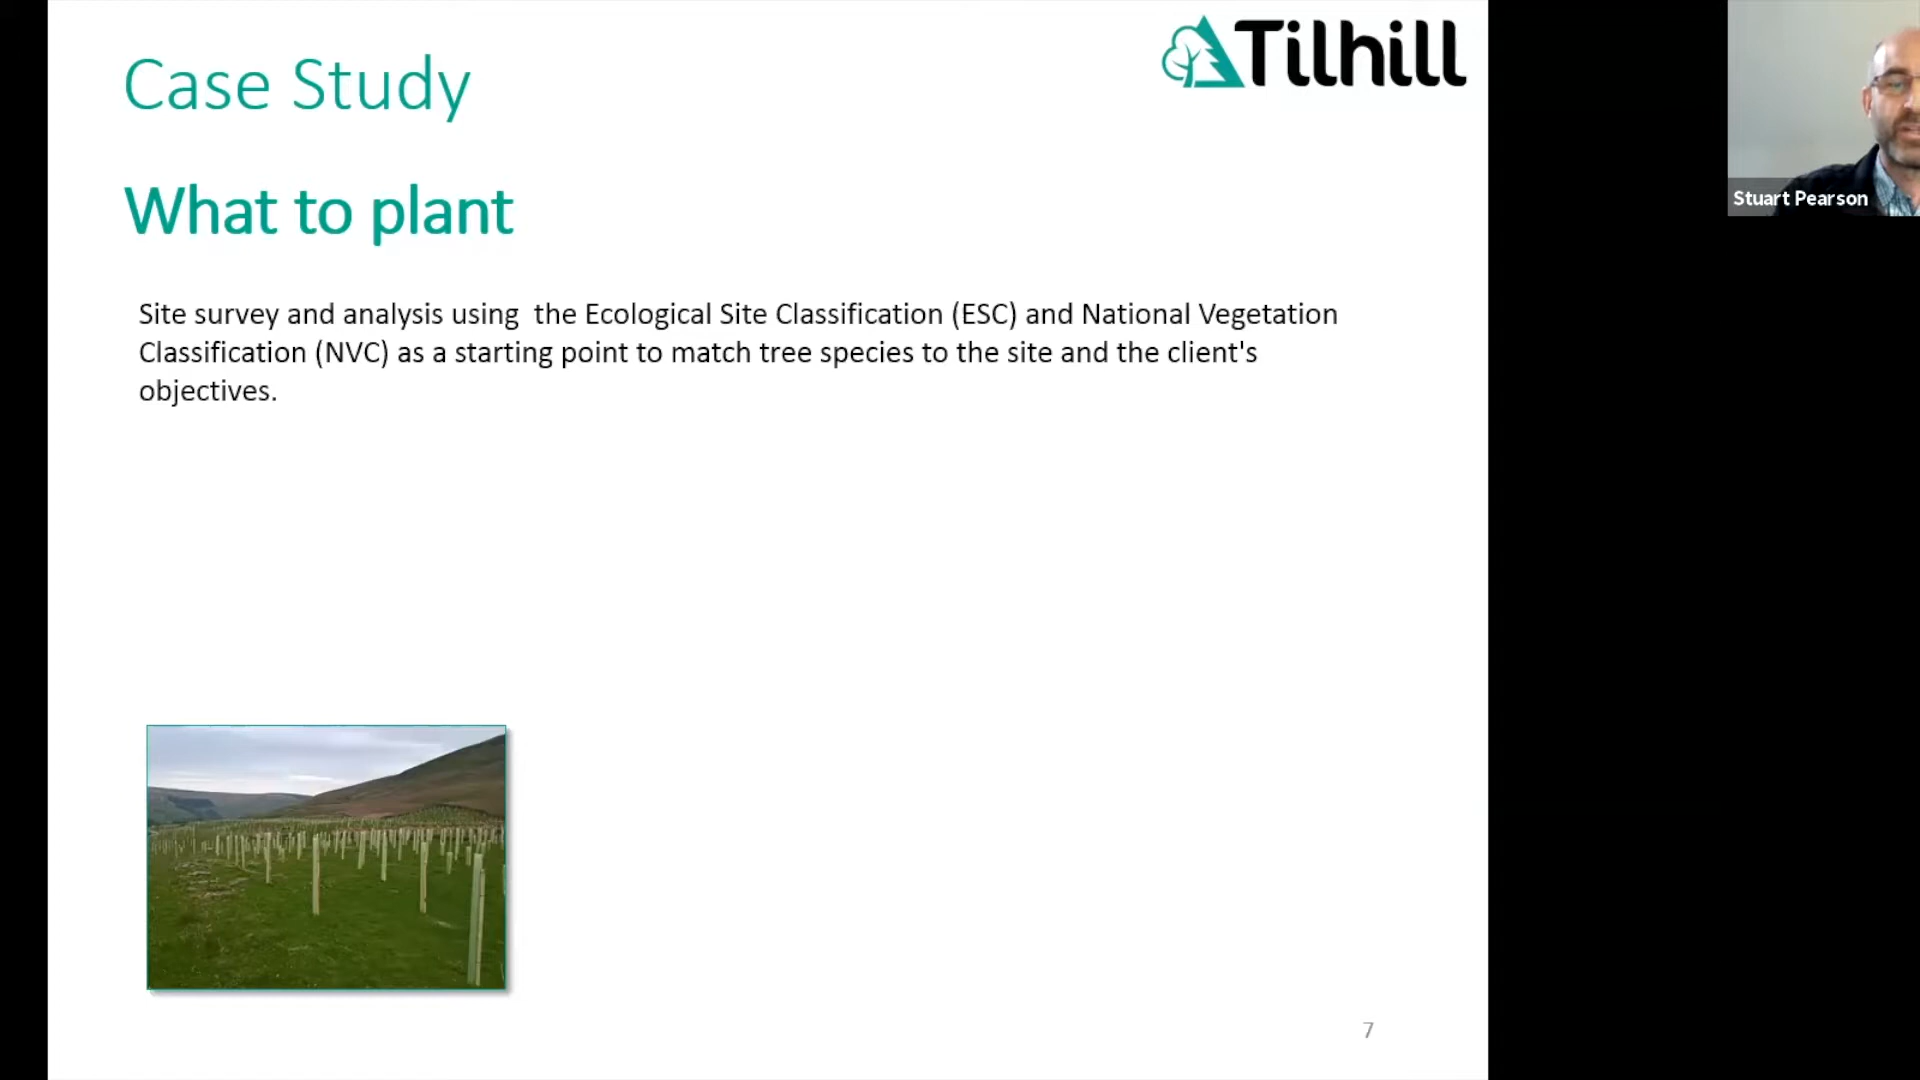 Case Study
Tilhill
Stuart Pearson
What to plant
Site survey and analysis using  the Ecological Site Classification (ESC) and National Vegetation
Classification (NVC) as a starting point to match tree species to the site and the client's
objectives.
7